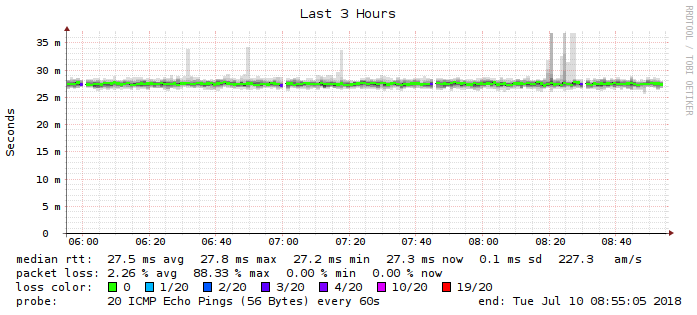 Last 3 Hours
RRDTOOL / TOBI OETIKER
Seconds
35 m
30 m
25 m
20 m
15 m
10 m
5 m
0
06:00 06:20 06:40 07:00 07:20 07:40 08:00 08:20 08:40
median rtt: 27.5 ms avg 27.8 ms max 27.2 ms min 27.3 ms now 0.1 ms sd 227.3 am/s
packet loss: 2.26 % avg 88.33 % max 0.00 % min 0.00 % now
loss color: 0 1/20 2/20 3/20 4/20 10/20 19/20
probe: 20 ICMP Echo Pings (56 Bytes) every 60s end: Tue Jul 10 08:55:05 2018